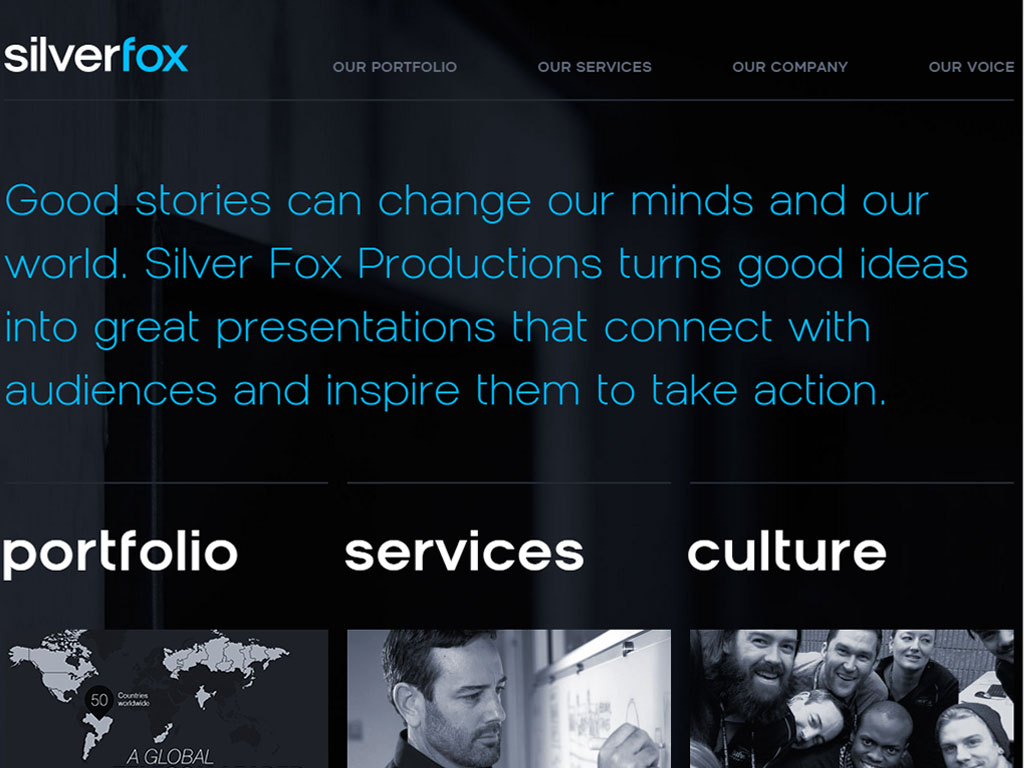 silverfox
OUR PORTFOLIO OUR SERVICES OUR COMPANY OUR VOICE
Good stories can change our minds and our
world. Silver Fox Productions turns good ideas
into great presentations that connect with
audiences and inspire them to take action.
portfolio services culture
50 Countries
worldwide
A GLOBAL